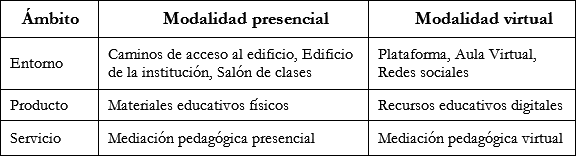 Ámbito Modalidad presencial Modalidad virtual
Entorno Caminos de acceso al edificio, Edificio de la institución, Salón de clases Plataforma, Aula Virtual, Redes sociales
Producto Materiales educativos físicos Recursos educativos digitales
Servicio Mediación pedagógica presencial Mediación pedagógica virtual